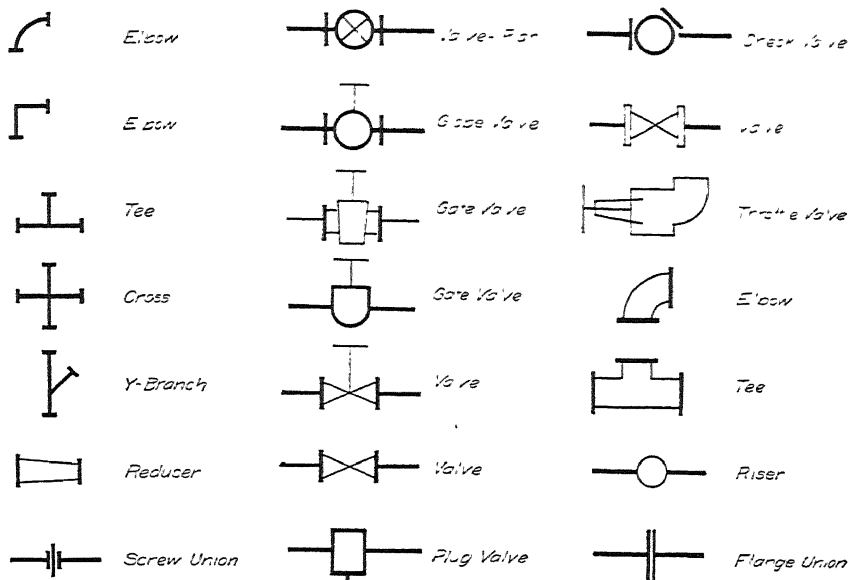 Elbow
Valve-
Check Valve
Elbow
Globe Valve
Valve
Tee
Gate Valve
Throttle Valve
Cross
Gate Valve
Elbow
Y-Branch
Valve
Tee
Reducer
Valve
Riser
Screw Union
Plug Valve
Flange Union